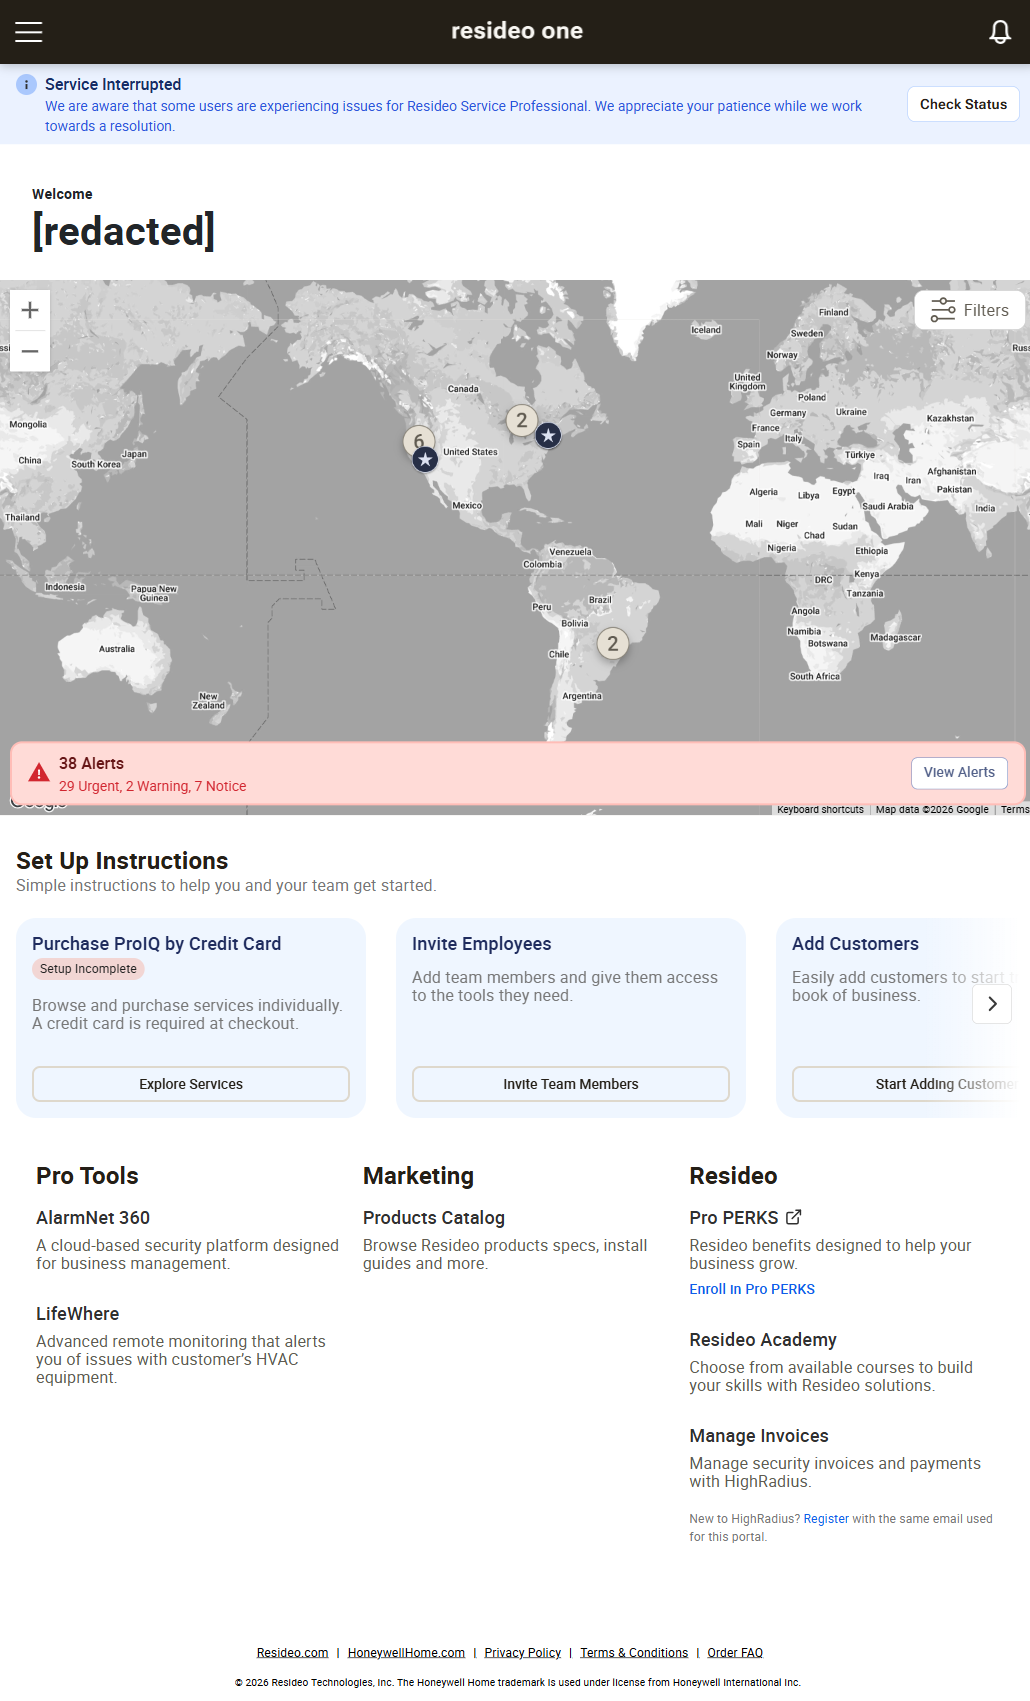 resideo one
Service Interrupted
We are aware that some users are experiencing issues for Resideo Service Professional. We appreciate your patience while we work
towards a resolution.
Check Status
Welcome
[redacted]
Filters
Iceland
Finland
Sweden
Norway
United
Kingdom
Poland
Germany
Ukraine
France
Spain
Italy
Kazakhstan
Türkiye
Iraq
Iran
Afghanistan
Pakistan
India
Algeria
Libya
Egypt
Saudi Arabia
Mali
Niger
Sudan
Chad
Nigeria
Ethiopia
DRC
Kenya
Tanzania
Angola
Namibia
Botswana
Madagascar
South Africa
Canada
2
6
United States
Mexico
Venezuela
Colombia
Peru
Brazil
Bolivia
2
Chile
Argentina
Mongolia
China
Japan
South Korea
Thailand
Indonesia
Papua New
Guinea
Australia
New
Zealand
38 Alerts
29 Urgent, 2 Warning, 7 Notice
View Alerts
Google
Keyboard shortcuts
Map data ©2026 Google
Terms
Set Up Instructions
Simple instructions to help you and your team get started.
Purchase ProIQ by Credit Card
Setup Incomplete
Browse and purchase services individually.
A credit card is required at checkout.
Explore Services
Invite Employees
Add team members and give them access
to the tools they need.
Invite Team Members
Add Customers
Easily add customers to start
book of business.
Start Adding Custome
Pro Tools
AlarmNet 360
A cloud-based security platform designed
for business management.
LifeWhere
Advanced remote monitoring that alerts
you of issues with customer’s HVAC
equipment.
Marketing
Products Catalog
Browse Resideo products specs, install
guides and more.
Resideo
Pro PERKS
Resideo benefits designed to help your
business grow.
Enroll in Pro PERKS
Resideo Academy
Choose from available courses to build
your skills with Resideo solutions.
Manage Invoices
Manage security invoices and payments
with HighRadius.
New to HighRadius? Register with the same email used
for this portal.
Resideo.com | HoneywellHome.com | Privacy Policy | Terms & Conditions | Order FAQ
© 2026 Resideo Technologies, Inc. The Honeywell Home trademark is used under license from Honeywell International Inc.